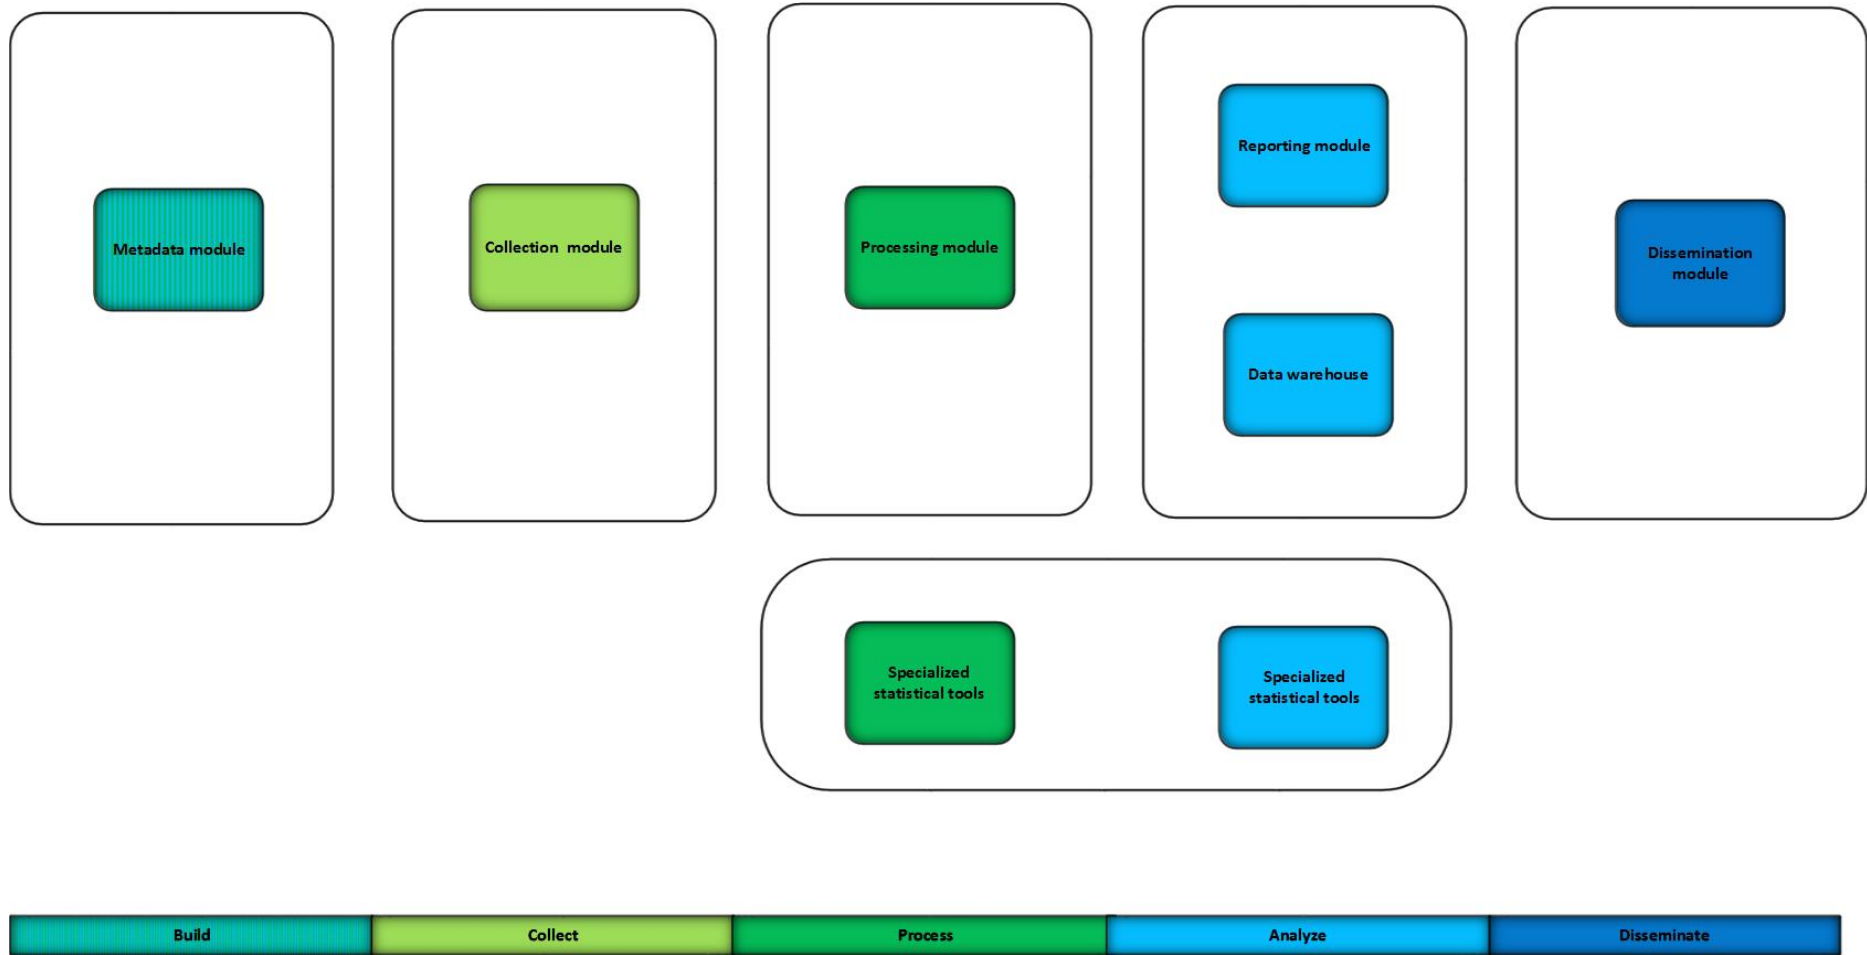 Metadata module
Collection  module
Processing module
Reporting module
Data warehouse
Dissemination
module
Specialized
statistical tools
Specialized
statistical tools
Build
Collect
Process
Analyze
Disseminate